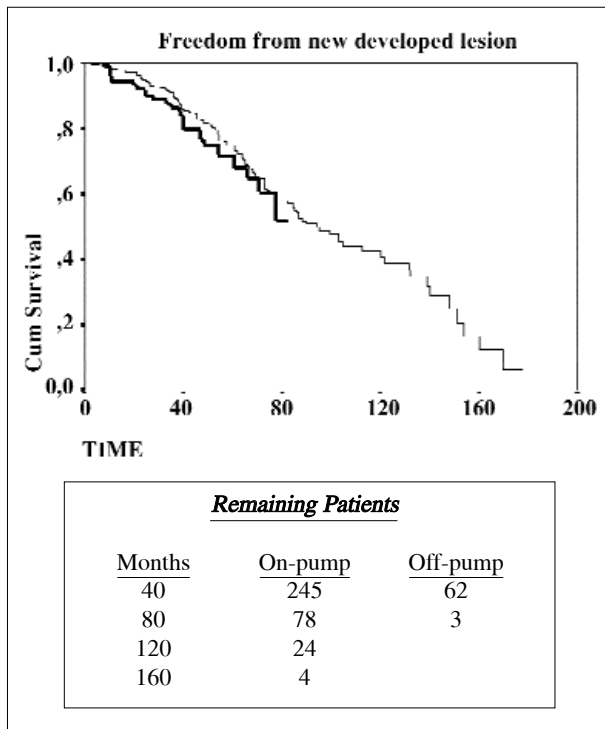 Freedom from new developed lesion
1,0
,8
,6
,4
,2
0,0
Cum Survival
0 40 80 120 160 200
TIME
Remaining Patients
Months On-pump Off-pump
40 245 62
80 78 3
120 24
160 4